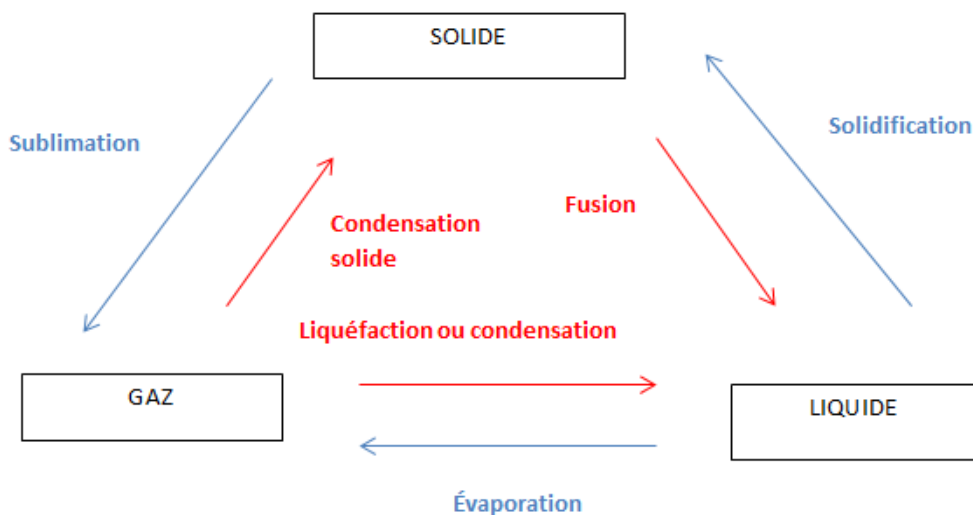 SOLIDE
Sublimation
Solidification
Fusion
Condensation
solide
Liquéfaction ou condensation
GAZ
LIQUIDE
Évaporation